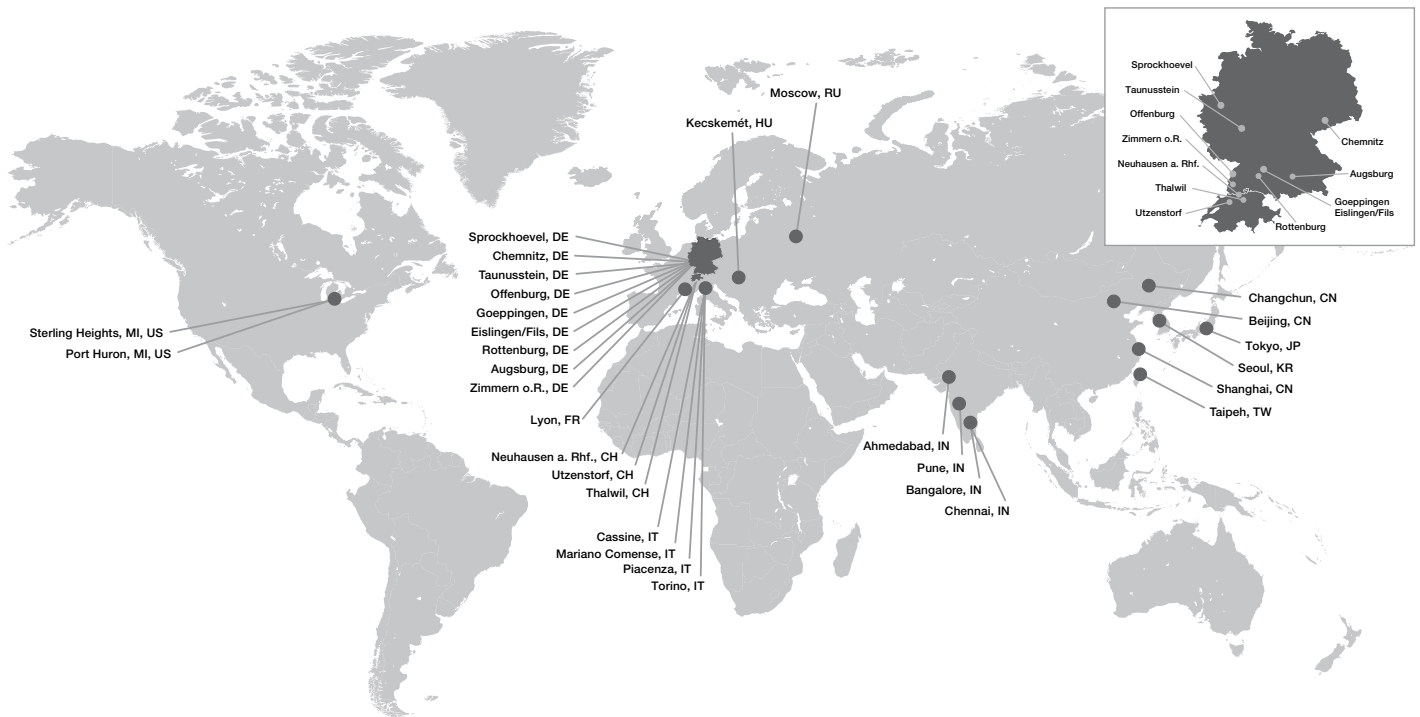 Moscow, RU
Kecskemét, HU
Sprockhoevel, DE
Chemnitz, DE
Taunusstein, DE
Offenburg, DE
Goeppingen, DE
Eislingen/Fils, DE
Rottenburg, DE
Augsburg, DE
Zimmern o.R., DE
Lyon, FR
Neuhausen a. Rhf., CH
Utzenstorf, CH
Thalwil, CH
Cassine, IT
Mariano Comense, IT
Piacenza, IT
Torino, IT
Sterling Heights, MI, US
Port Huron, MI, US
Ahmedabad, IN
Pune, IN
Bangalore, IN
Chennai, IN
Changchun, CN
Beijing, CN
Tokyo, JP
Seoul, KR
Shanghai, CN
Taipeh, TW
Sprockhoevel
Taunusstein
Offenburg
Zimmern o.R.
Neuhausen a. Rhf.
Thalwil
Utzenstorf
Chemnitz
Augsburg
Goeppingen
Eislingen/Fils
Rottenburg